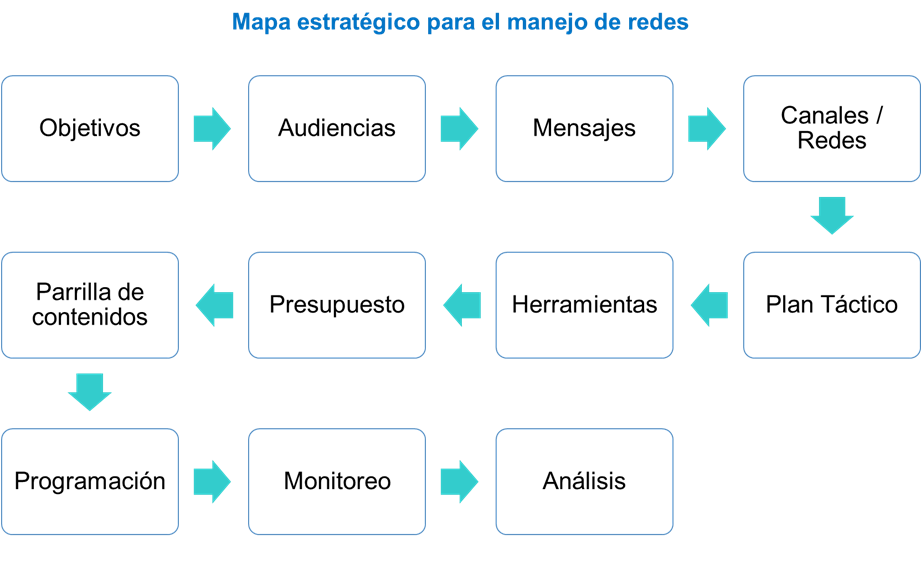 Mapa estratégico para el manejo de redes
Objetivos
Audiencias
Mensajes
Canales /
Redes
Plan Táctico
Herramientas
Presupuesto
Parrilla de
contenidos
Programación
Monitoreo
Análisis